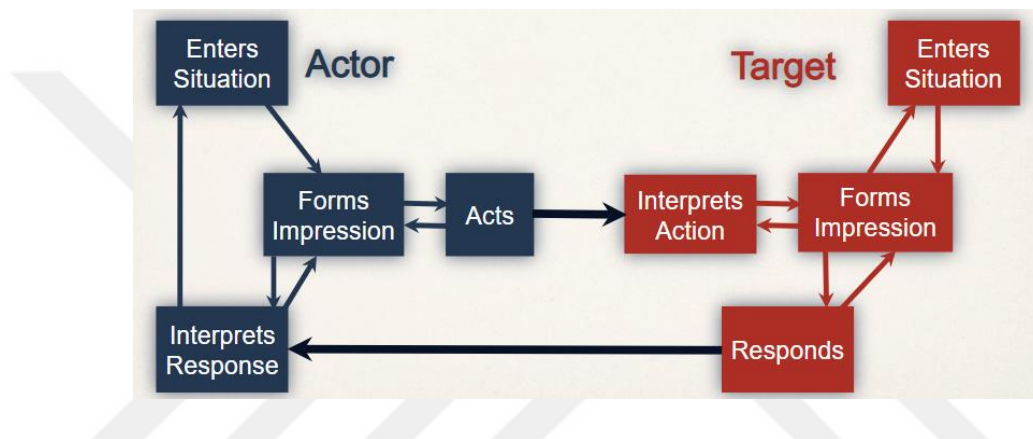 Enters
Situation
Actor
Target
Enters
Situation
Forms
Impression
Acts
Interprets
Action
Forms
Impression
Interprets
Response
Responds